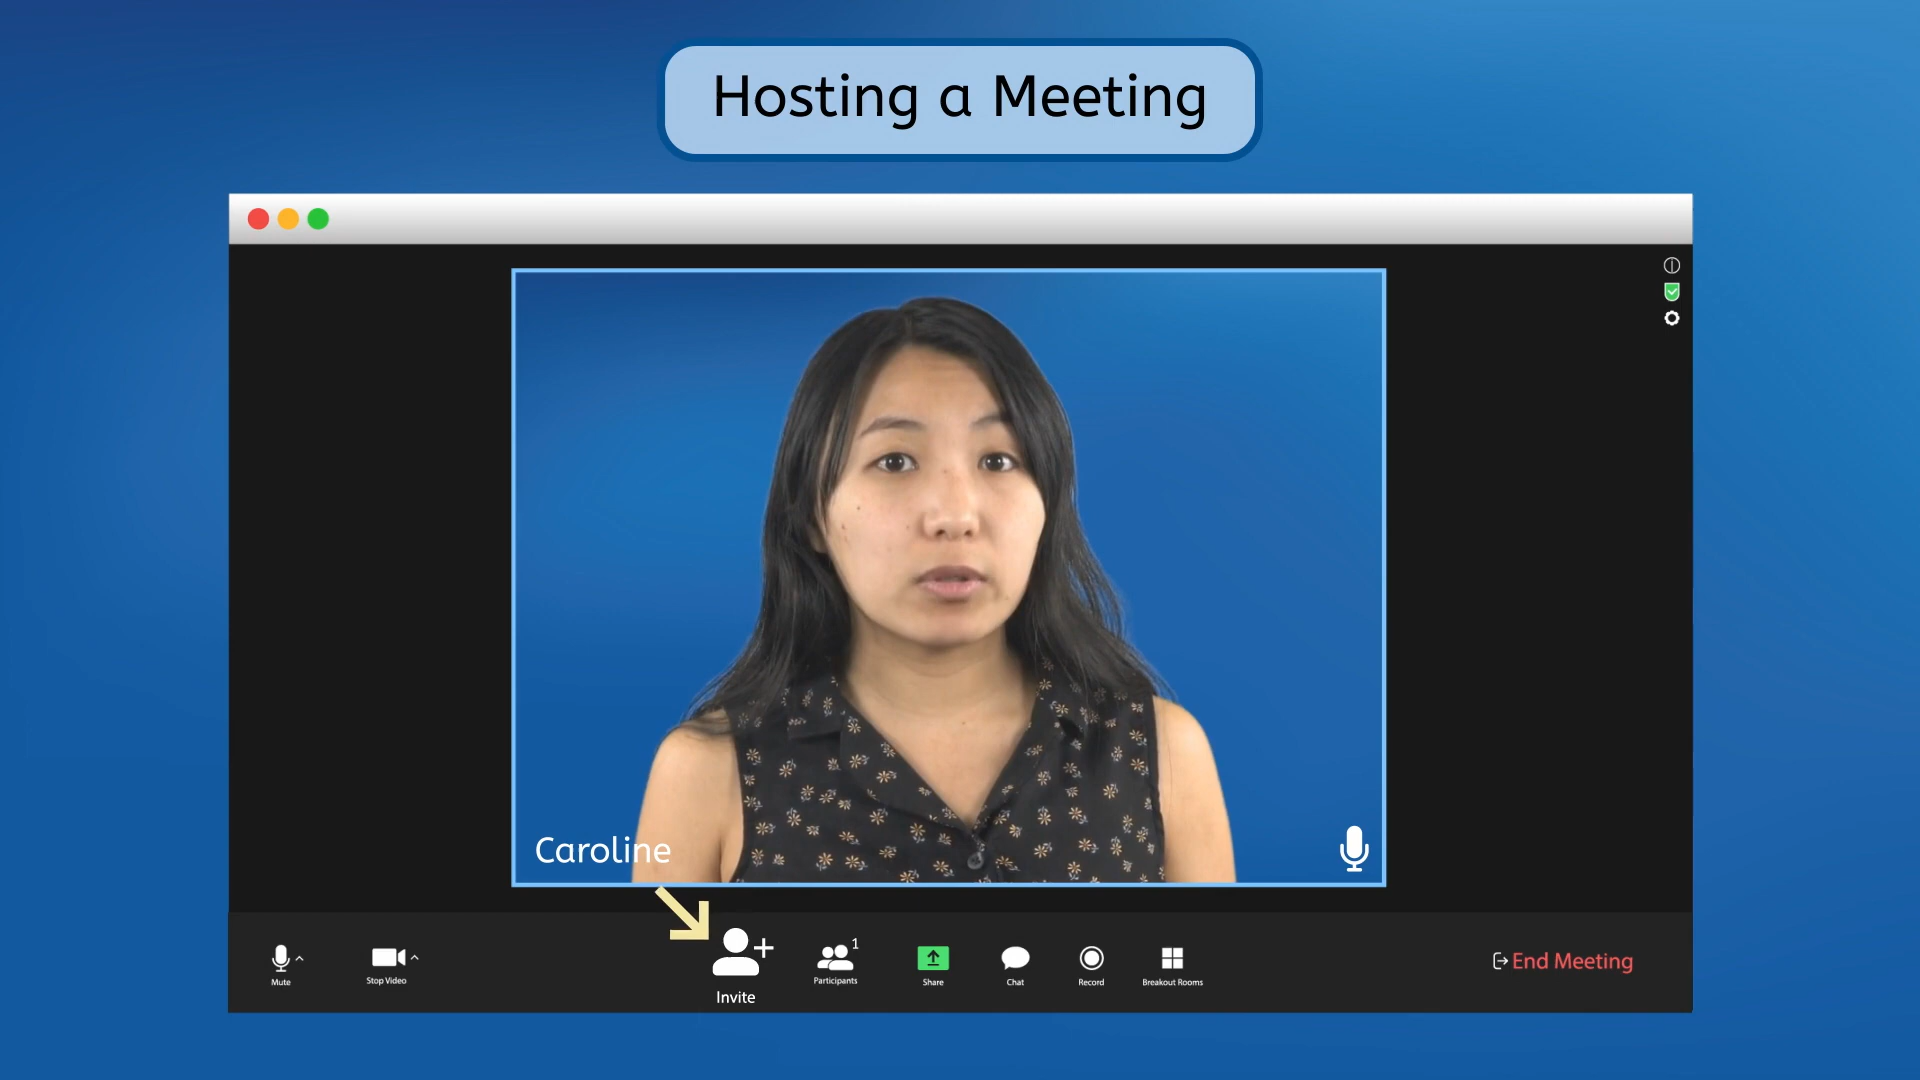 Hosting a Meeting
Caroline
Mute
Stop Video
Invite
Participants
1
Share
Chat
Record
Breakout Rooms
End Meeting